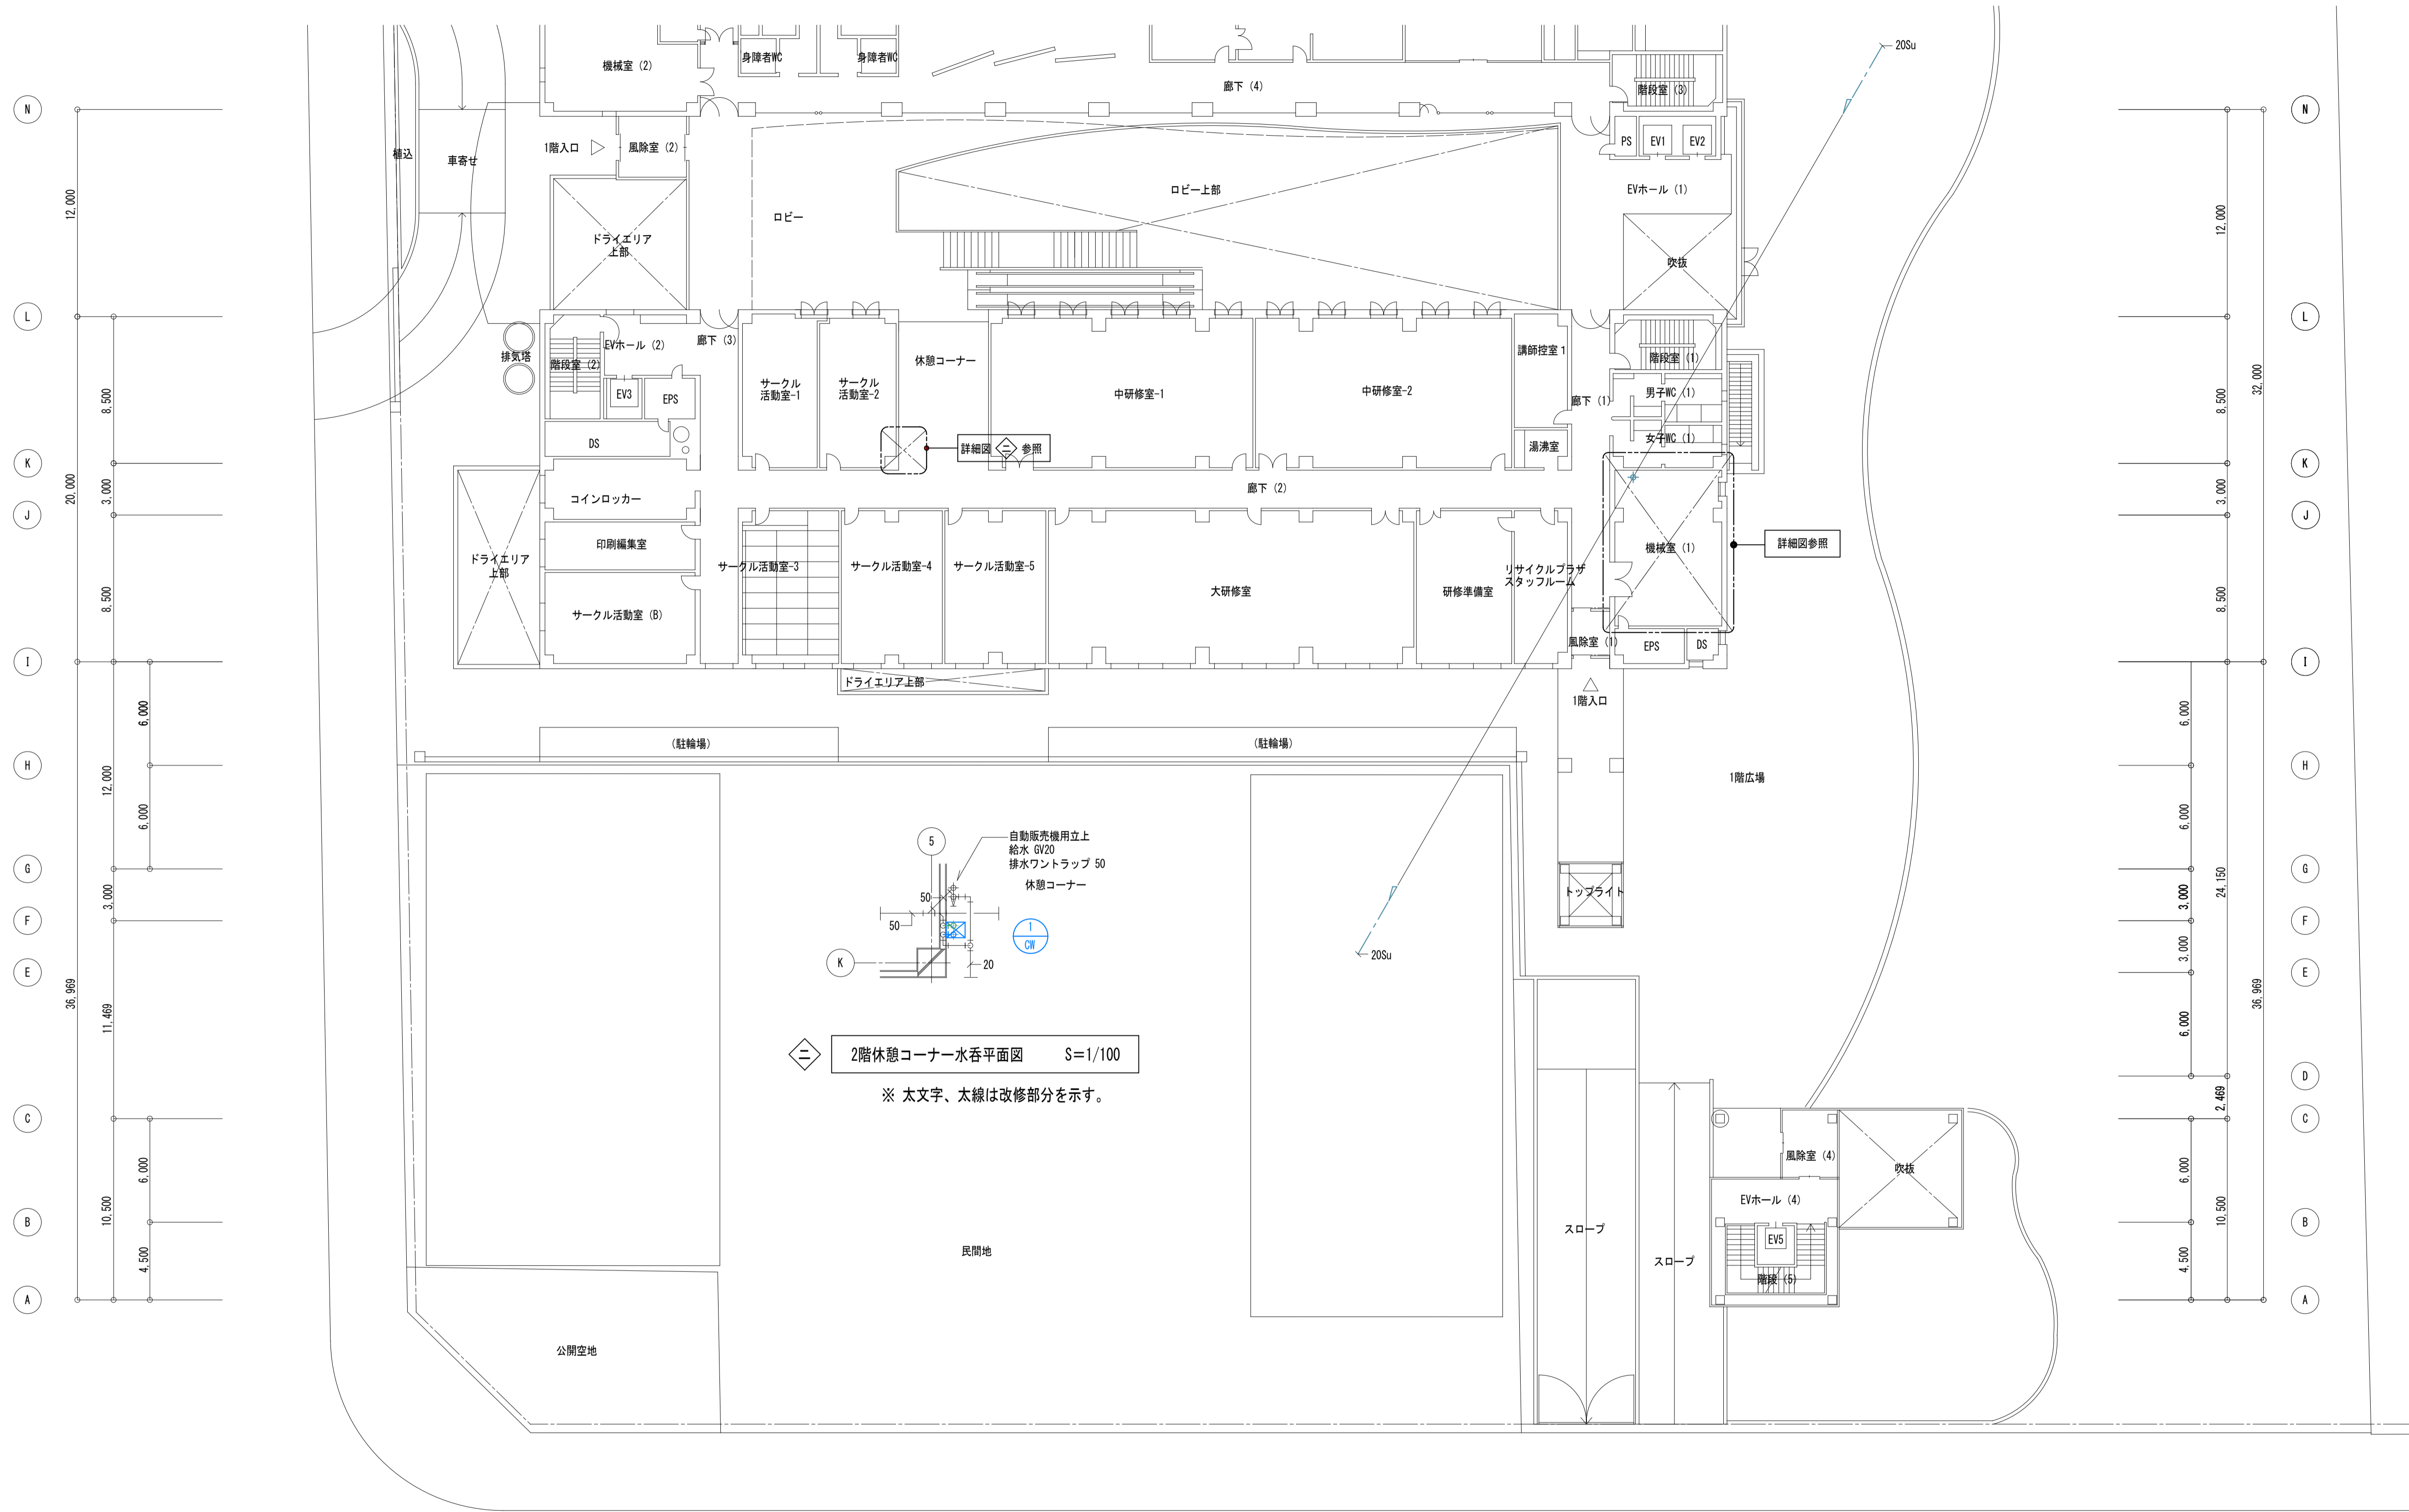 20Su
機械室（2）
身障者WC
身障者WC
廊下（4）
階段室（3）
N
N
植込
車寄せ
1階入口
風除室（2）
PS
EV1
EV2
12,000
ロビー
ロビー上部
EVホール（1）
12,000
ドライエリア
上部
吹抜
L
L
排気塔
階段室（2）
EVホール（2）
廊下（3）
休憩コーナー
講師控室１
階段室（1）
8,500
EV3
EPS
サークル
活動室-1
サークル
活動室-2
中研修室-1
中研修室-2
廊下（1）
男子WC（1）
8,500
32,000
DS
詳細図
ニ
参照
湯沸室
女子WC（1）
K
K
20,000
3,000
コインロッカー
廊下（2）
3,000
J
J
ドライエリア
上部
印刷編集室
サークル活動室-3
サークル活動室-4
サークル活動室-5
大研修室
研修準備室
リサイクルプラザ
スタッフルーム
機械室（1）
詳細図参照
8,500
サークル活動室（B）
8,500
風除室（1）
EPS
DS
I
I
ドライエリア上部
1階入口
6,000
6,000
（駐輪場）
（駐輪場）
H
H
12,000
1階広場
6,000
6,000
5
自動販売機用立上
給水 GV20
排水ワントラップ 50
休憩コーナー
G
G
3,000
50
トップライト
3,000
24,150
F
F
50
1
CW
20Su
3,000
K
20
E
E
36,969
11,469
36,969
6,000
ニ
2階休憩コーナー水呑平面図
S＝1/100
※ 太文字、太線は改修部分を示す。
D
2,469
C
C
6,000
風除室（4）
吹抜
6,000
10,500
EVホール（4）
10,500
B
B
スロープ
EV5
4,500
民間地
スロープ
階段（5）
4,500
A
A
公開空地